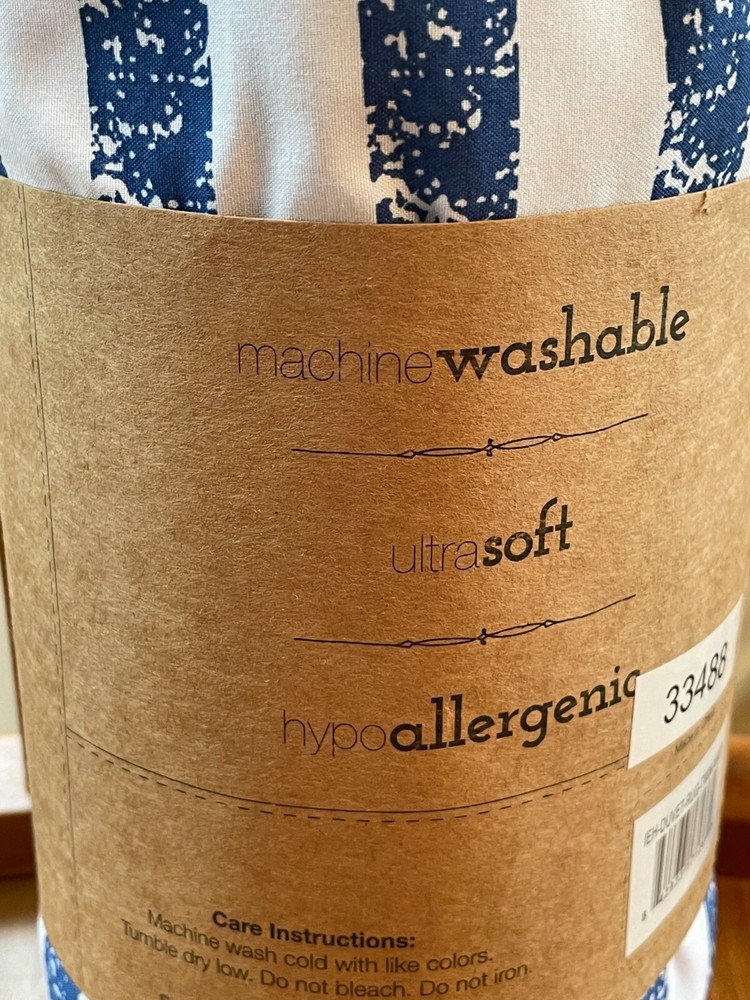 machinewashable
ultrasoft
hypoallergenic
33488
Care Instructions:
Machine wash cold with like colors.
Tumble dry low. Do not bleach. Do not iron.